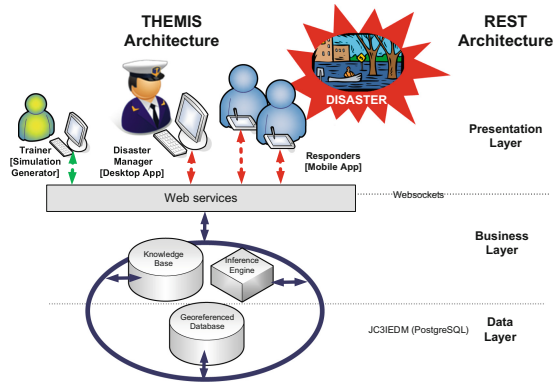 THEMIS
Architecture
REST
Architecture
DISASTER
Trainer
[Simulation
Generator]
Disaster
Manager
[Desktop App]
Responders
[Mobile App]
Presentation
Layer
Web services
Websockets
Business
Layer
Knowledge
Base
Inference
Engine
Georeferenced
Database
JC3IEDM (PostgreSQL)
Data
Layer